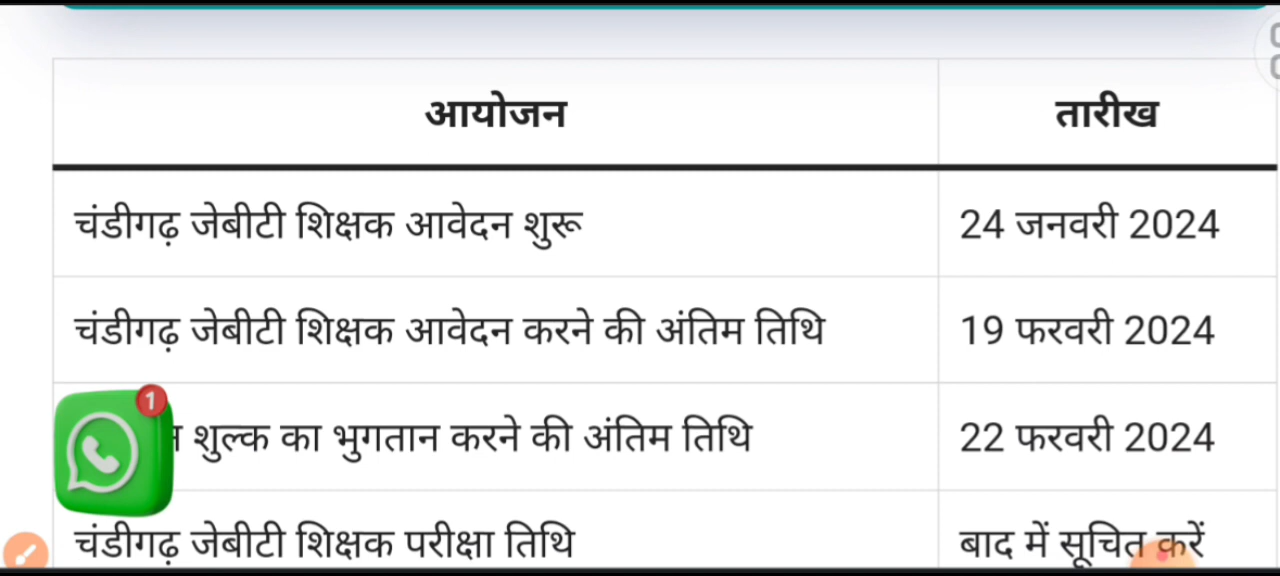 आयोजन तारीख
चंडीगढ़ जेबीटी शिक्षक आवेदन शुरू 24 जनवरी 2024
चंडीगढ़ जेबीटी शिक्षक आवेदन करने की अंतिम तिथि 19 फरवरी 2024
1
शुल्क का भुगतान करने की अंतिम तिथि 22 फरवरी 2024
चंडीगढ़ जेबीटी शिक्षक परीक्षा तिथि बाद में सूचित करें